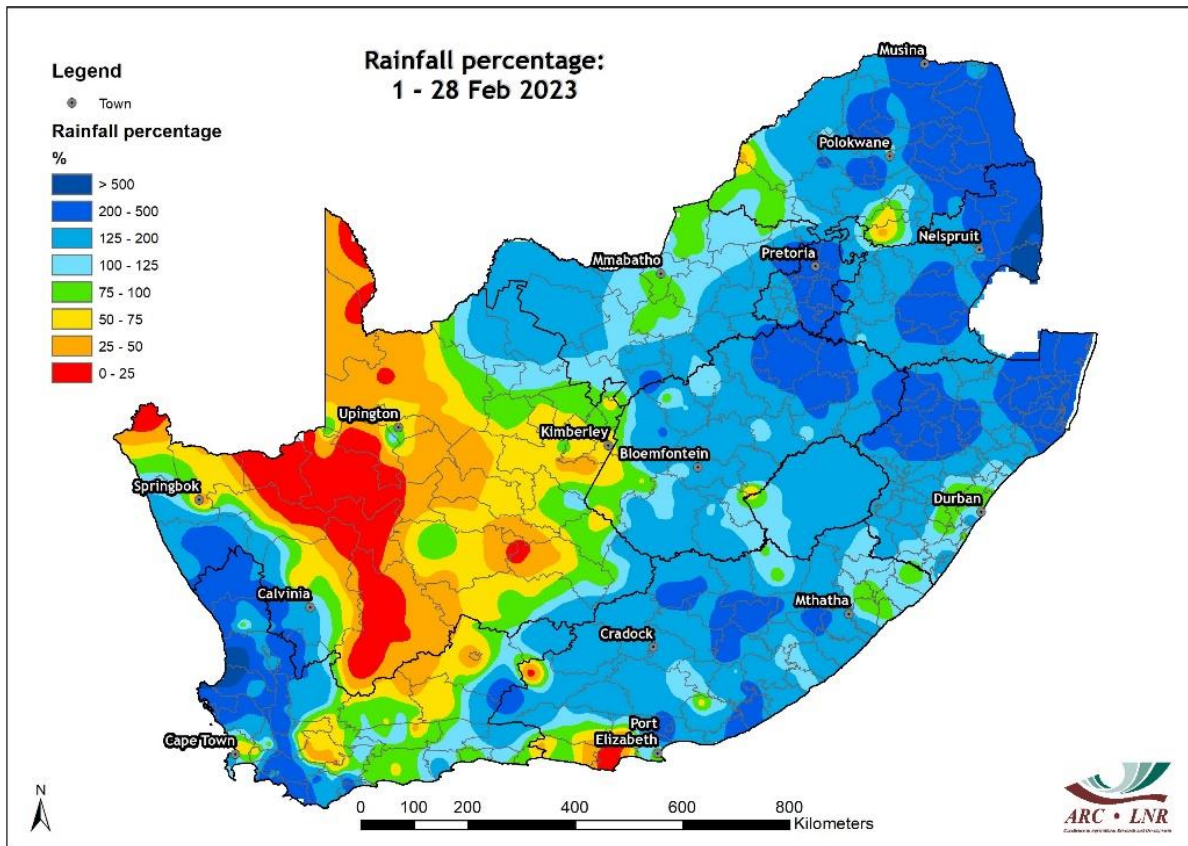 Rainfall percentage:
1 - 28 Feb 2023
Legend
Town
Rainfall percentage
%
> 500
200 - 500
125 - 200
100 - 125
75 - 100
50 - 75
25 - 50
0 - 25
Musina
Polokwane
Nelspruit
Pretoria
Mmabatho
Upington
Kimberley
Bloemfontein
Springbok
Durban
Calvinia
Mthatha
Cradock
Port
Elizabeth
Cape Town
N
0 100 200 400 600 800
Kilometers
ARC • LNR